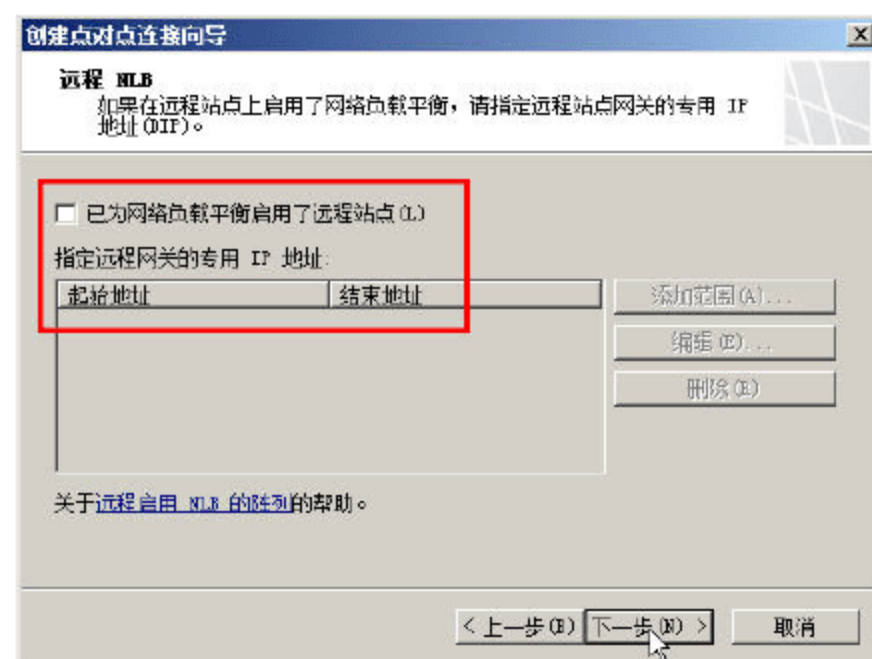 创建点对点连接向导
远程 NLB
如果在远程站点上启用了网络负载平衡，请指定远程站点网关的专用 IP
地址(DIP)。
已为网络负载平衡启用了远程站点(L)
指定远程网关的专用 IP 地址:
起始地址 结束地址
添加范围(A)...
编辑(E)...
删除(R)
关于远程启用 NLB 的阵列的帮助。
< 上一步(B) 下一步(N) > 取消